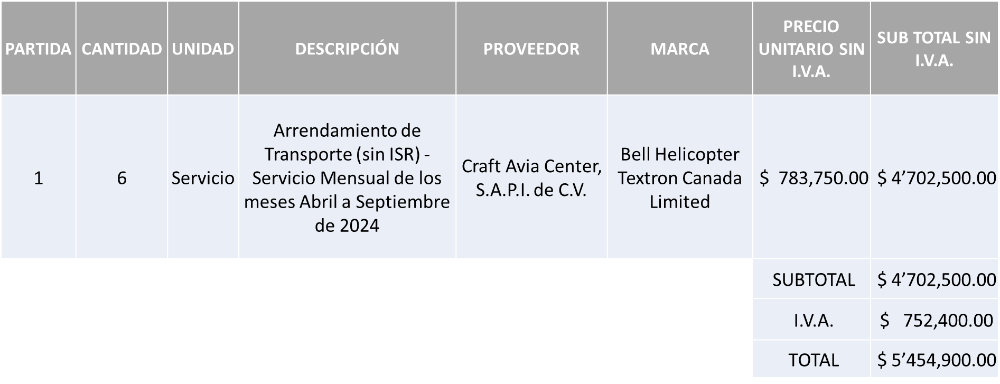 PARTIDA
CANTIDAD
UNIDAD
DESCRIPCIÓN
PROVEEDOR
MARCA
PRECIO
UNITARIO SIN
I.V.A.
SUB TOTAL SIN
I.V.A.
1
6
Servicio
Arrendamiento de
Transporte (sin ISR) -
Servicio Mensual de los
meses Abril a Septiembre
de 2024
Craft Avia Center,
S.A.P.I. de C.V.
Bell Helicopter
Textron Canada
Limited
$ 783,750.00
$ 4’702,500.00
SUBTOTAL
$ 4’702,500.00
I.V.A.
$ 752,400.00
TOTAL
$ 5’454,900.00